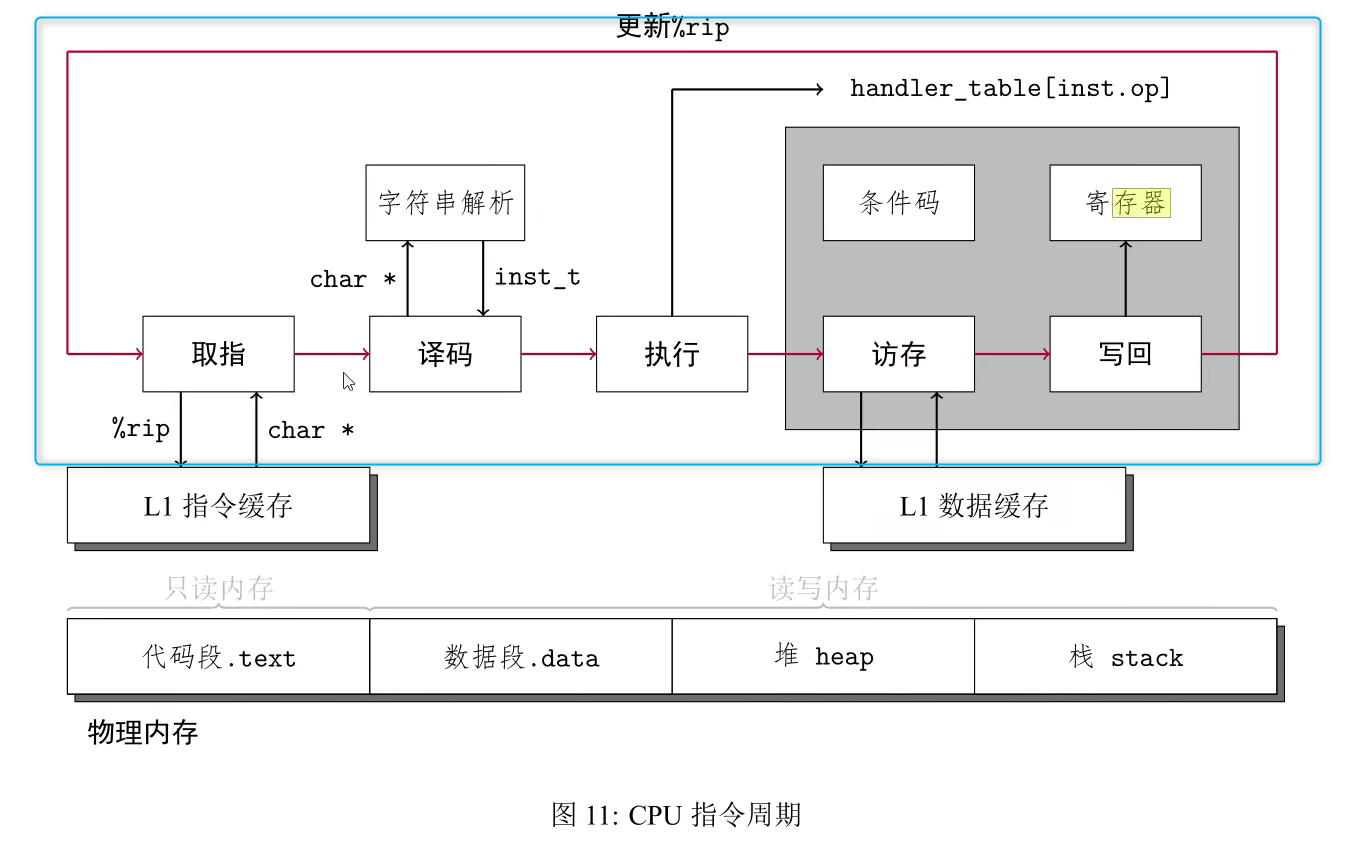 更新%rip
handler_table[inst.op]
字符串解析
条件码
寄存器
char *
inst_t
取指
译码
执行
访存
写回
%rip
char *
L1 指令缓存
L1 数据缓存
只读内存
读写内存
代码段.text
数据段.data
堆 heap
栈 stack
物理内存
图 11: CPU 指令周期